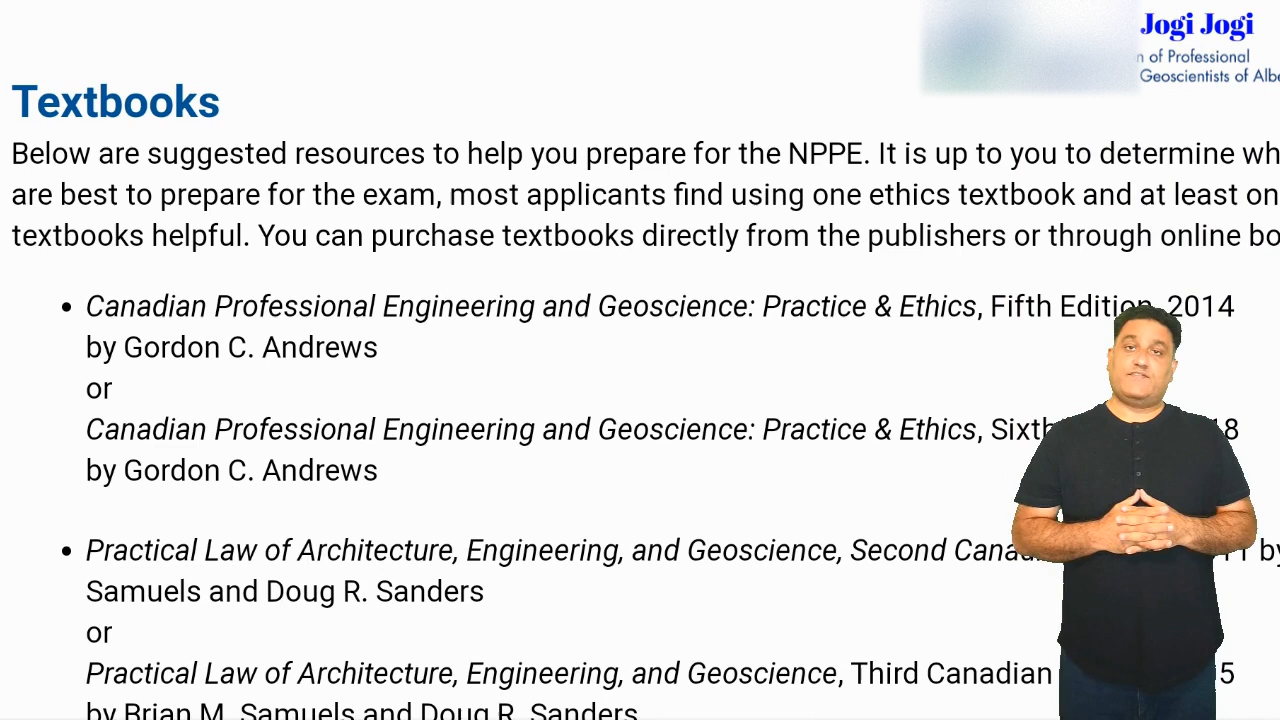 Jogi Jogi
n of Professional
Geoscientists of Albe
Textbooks
Below are suggested resources to help you prepare for the NPPE. It is up to you to determine wh
are best to prepare for the exam, most applicants find using one ethics textbook and at least on
textbooks helpful. You can purchase textbooks directly from the publishers or through online bo
• Canadian Professional Engineering and Geoscience: Practice & Ethics, Fifth Edition, 2014
by Gordon C. Andrews
or
Canadian Professional Engineering and Geoscience: Practice & Ethics, Sixth 18
by Gordon C. Andrews
• Practical Law of Architecture, Engineering, and Geoscience, Second Cana 11 by
Samuels and Doug R. Sanders
or
Practical Law of Architecture, Engineering, and Geoscience, Third Canadian 5
by Brian M. Samuels and Doug R. Sanders